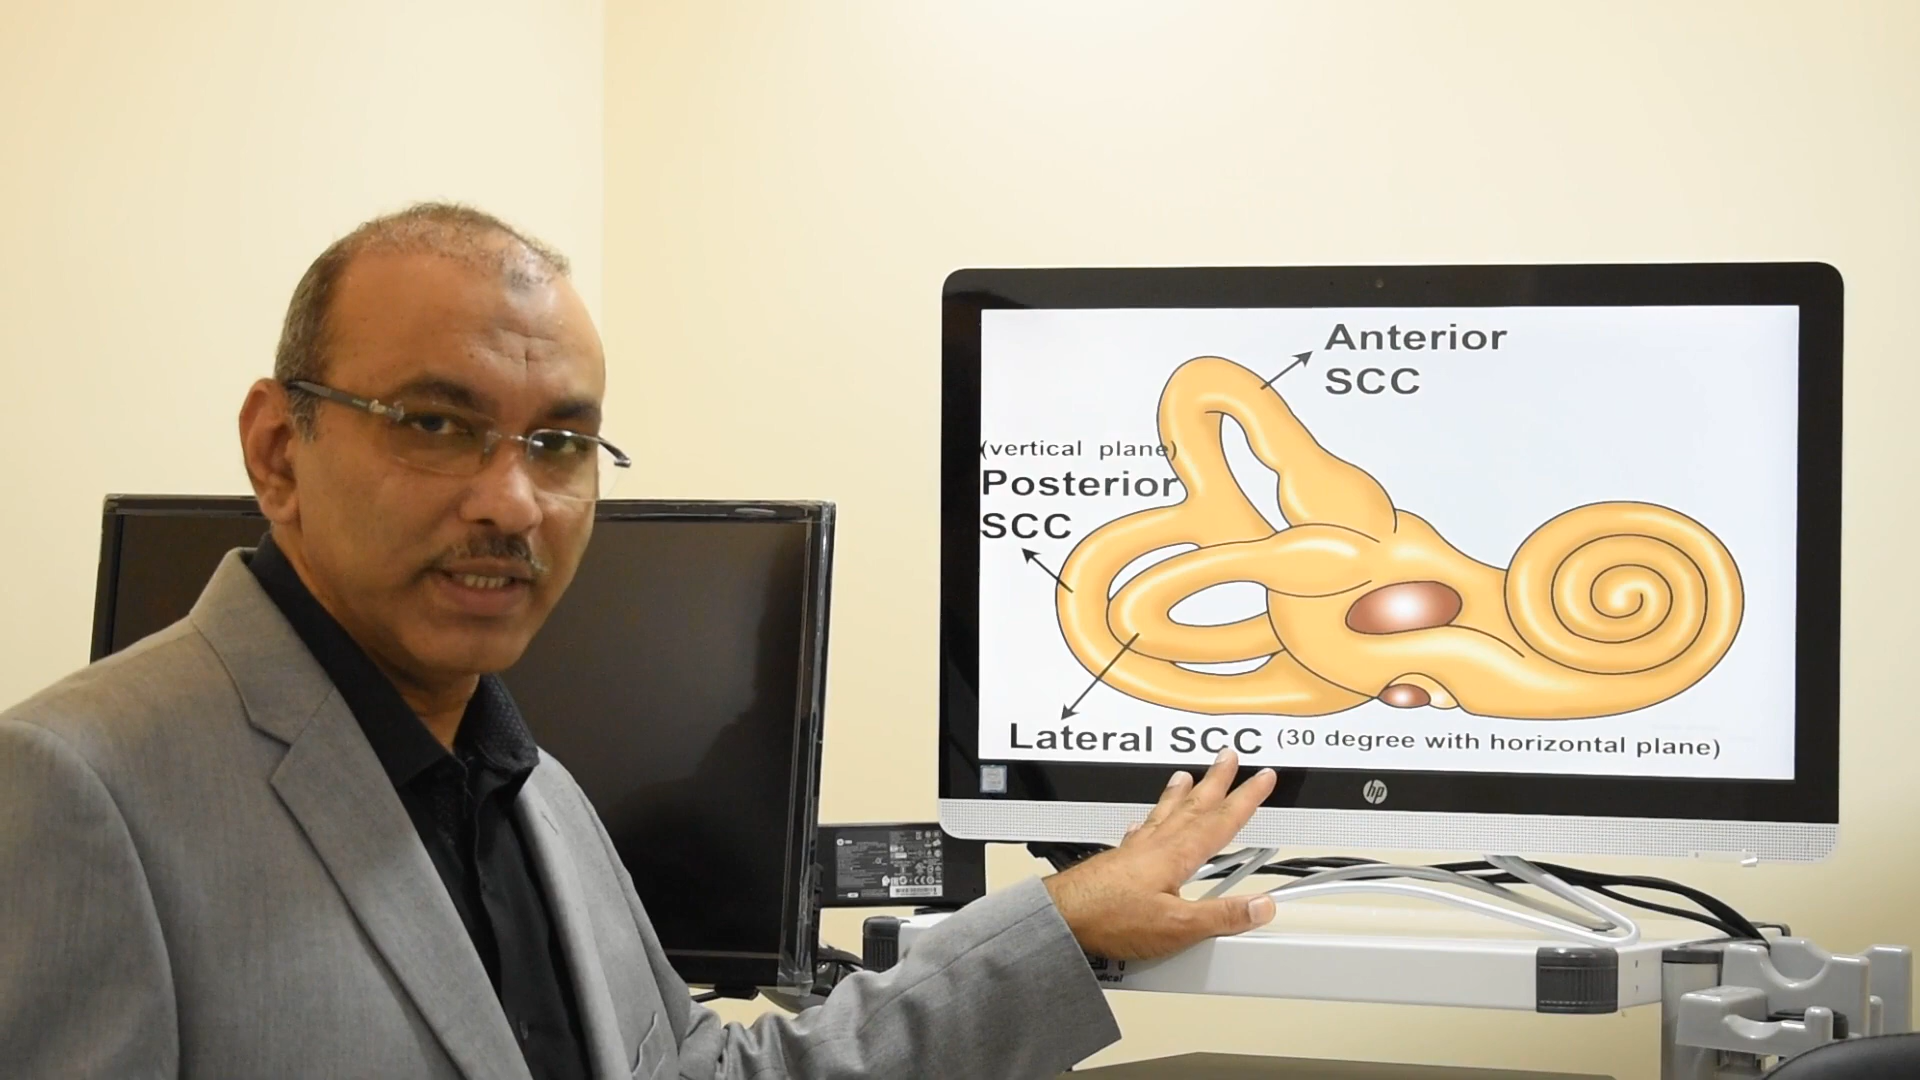 Anterior
SCC
(vertical plane)
Posterior
SCC
Lateral SCC (30 degree with horizontal plane)
hp